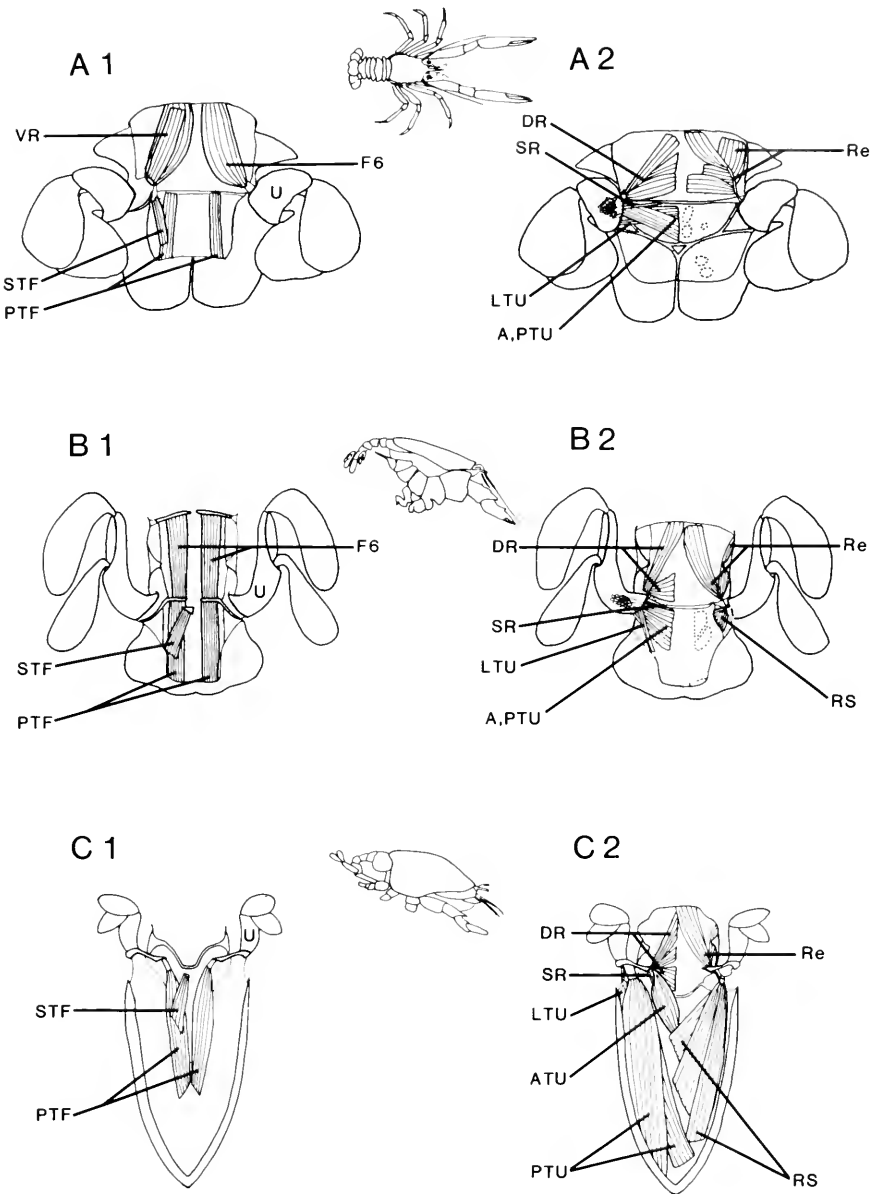 A 1
VR
F6
U
STF
PTF
A 2
DR
SR
Re
LTU
A,PTU
B 1
F6
U
STF
PTF
B 2
DR
Re
SR
LTU
A,PTU
RS
C 1
U
STF
PTF
C 2
DR
Re
SR
LTU
ATU
PTU
RS